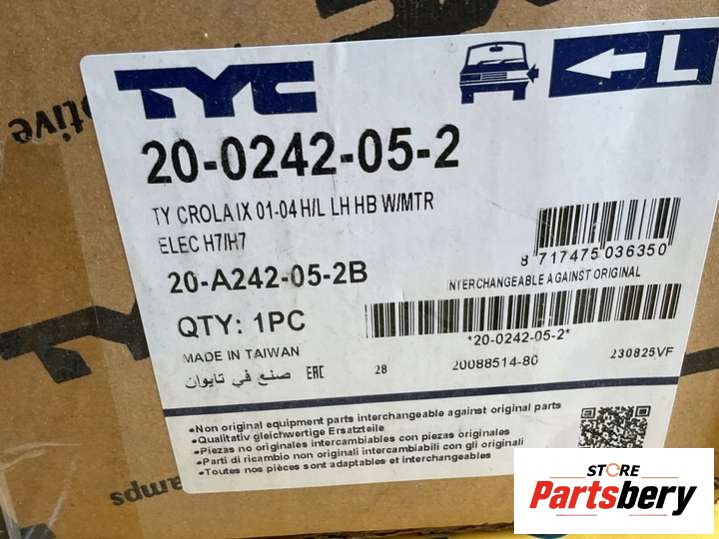 TYC
L
20-0242-05-2
TY CROLA IX 01-04 H/L LH HB W/MTR
ELEC H7/H7
20-A242-05-2B
8 717475 036350
INTERCHANGEABLE AGAINST ORIGINAL
QTY: 1PC
*20-0242-05-2*
MADE IN TAIWAN
28 20088514-80 230825VF
صنع في تايوان EAC
•Non original equipment parts interchangeable against original parts
•Qualitativ gleichwertige Ersatzteile
•Piezas no originales intercambiables con piezas originales
•Parti di ricambio non originali intercambiabili con gli originali
•Toutes nos pièces sont adaptables et interchangeables
STORE
Partsbery